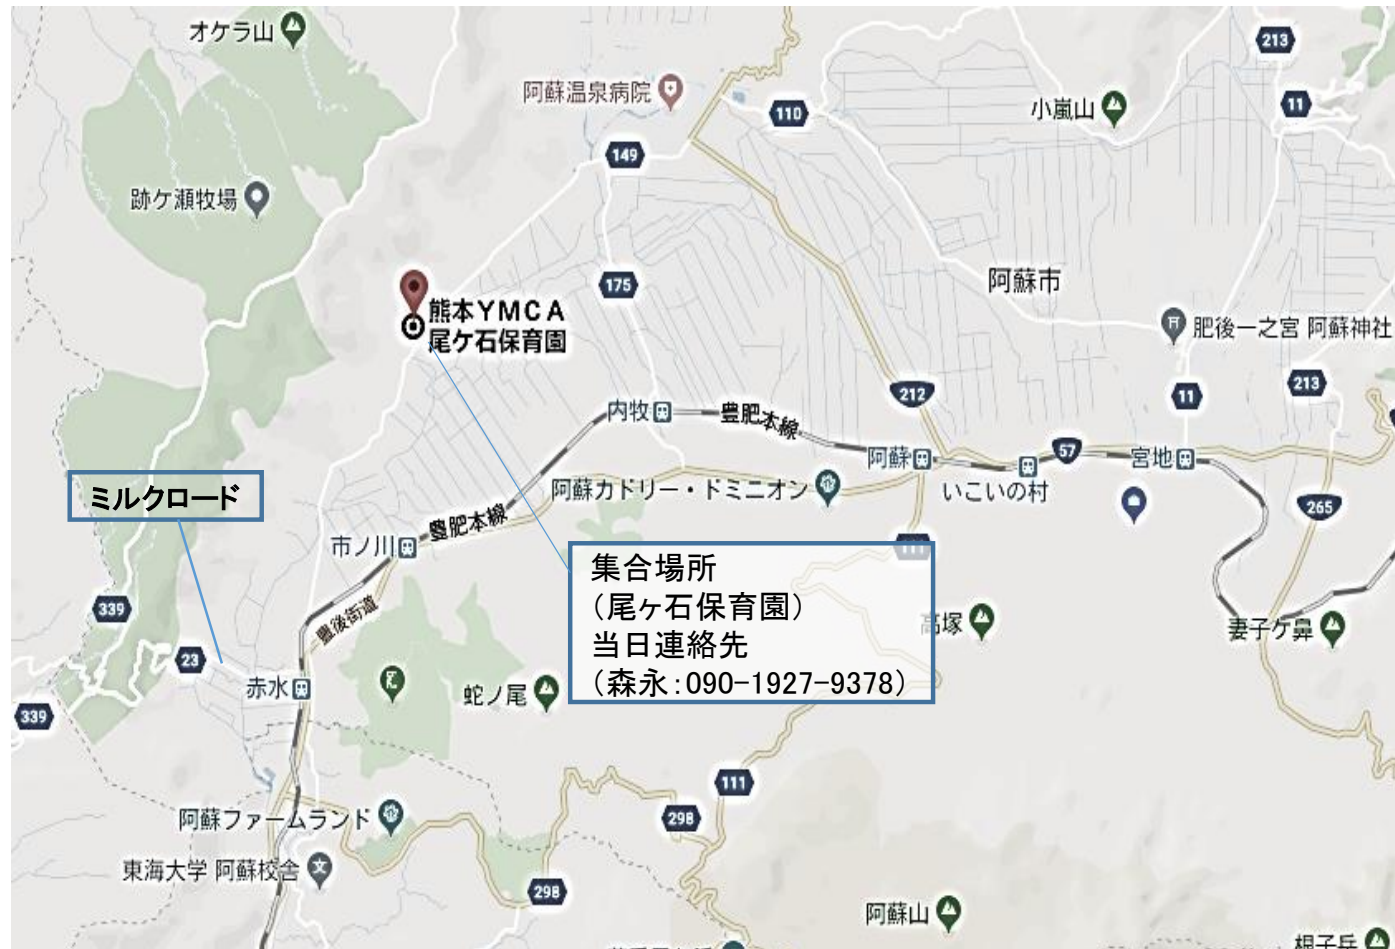 オケラ山
213
阿蘇温泉病院
110
小嵐山
11
149
跡ケ瀬牧場
175
阿蘇市
熊本YMCA
尾ケ石保育園
肥後一之宮 阿蘇神社
212
213
11
内牧
豊肥本線
阿蘇
57
宮地
いこいの村
阿蘇カドリー・ドミニオン
ミルクロード
265
豊肥本線
市ノ川
111
集合場所
(尾ヶ石保育園)
当日連絡先
(森永:090-1927-9378)
339
豊後街道
高塚
妻子ケ鼻
23
赤水
蛇ノ尾
339
111
阿蘇ファームランド
298
東海大学 阿蘇校舎
298
阿蘇山
根子岳